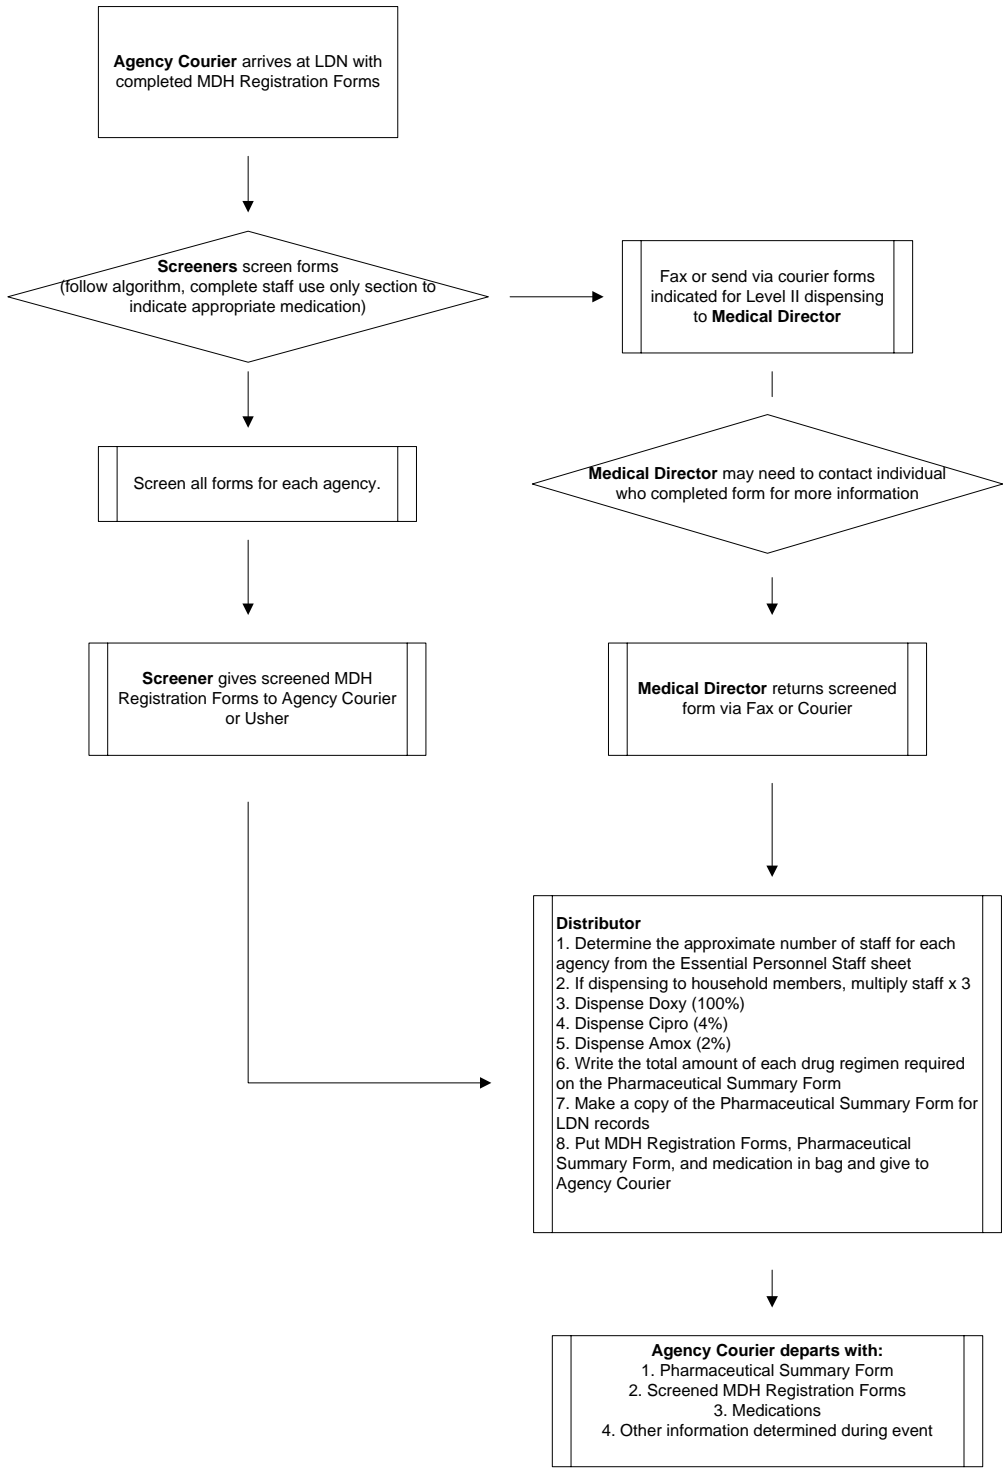 Agency Courier arrives at LDN with
completed MDH Registration Forms
Screeners screen forms
(follow algorithm, complete staff use only section to
indicate appropriate medication)
Fax or send via courier forms
indicated for Level II dispensing
to Medical Director
Screen all forms for each agency.
Medical Director may need to contact individual
who completed form for more information
Screener gives screened MDH
Registration Forms to Agency Courier
or Usher
Medical Director returns screened
form via Fax or Courier
Distributor
1. Determine the approximate number of staff for each
agency from the Essential Personnel Staff sheet
2. If dispensing to household members, multiply staff x 3
3. Dispense Doxy (100%)
4. Dispense Cipro (4%)
5. Dispense Amox (2%)
6. Write the total amount of each drug regimen required
on the Pharmaceutical Summary Form
7. Make a copy of the Pharmaceutical Summary Form for
LDN records
8. Put MDH Registration Forms, Pharmaceutical
Summary Form, and medication in bag and give to
Agency Courier
Agency Courier departs with:
1. Pharmaceutical Summary Form
2. Screened MDH Registration Forms
3. Medications
4. Other information determined during event